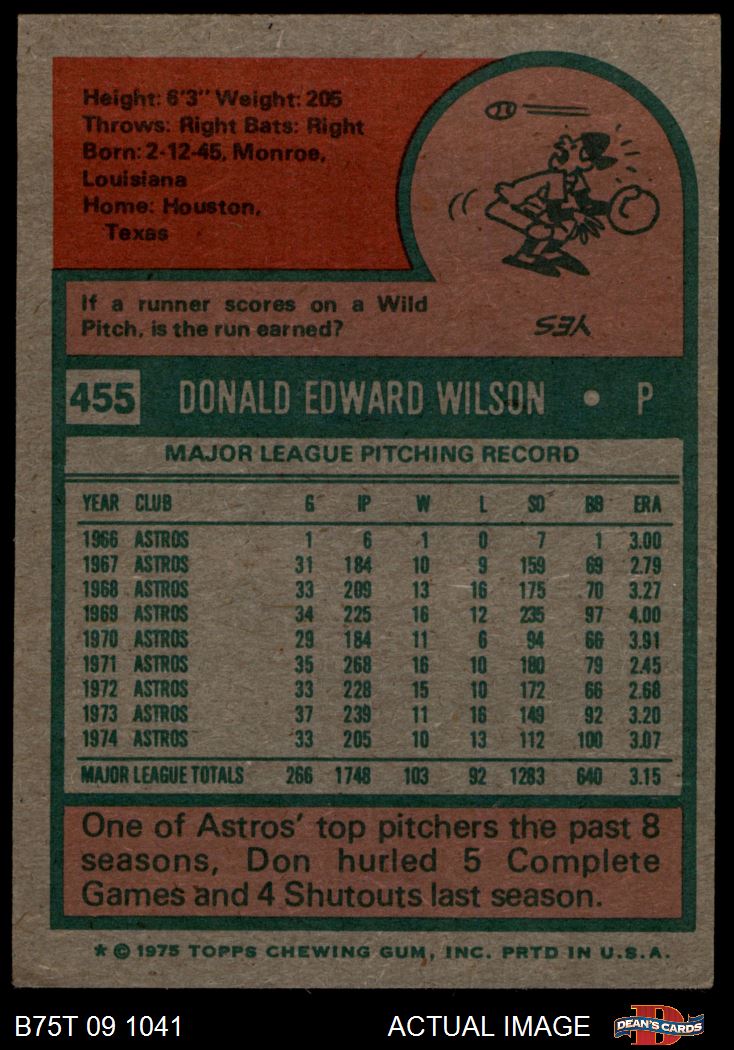 Height: 6'3" Weight: 205
Throws: Right Bats: Right
Born: 2-12-45, Monroe,
Louisiana
Home: Houston,
Texas
If a runner scores on a Wild
Pitch, is the run earned?
YES
455 DONALD EDWARD WILSON • P
MAJOR LEAGUE PITCHING RECORD
YEAR CLUB G IP W L SO BB ERA
1966 ASTROS 1 6 1 0 7 1 3.00
1967 ASTROS 31 184 10 9 159 69 2.79
1968 ASTROS 33 209 13 16 175 70 3.27
1969 ASTROS 34 225 16 12 235 97 4.00
1970 ASTROS 29 184 11 6 94 66 3.91
1971 ASTROS 35 268 16 10 180 79 2.45
1972 ASTROS 33 228 15 10 172 66 2.68
1973 ASTROS 37 239 11 16 149 92 3.20
1974 ASTROS 33 205 10 13 112 100 3.07
MAJOR LEAGUE TOTALS 266 1748 103 92 1283 640 3.15
One of Astros' top pitchers the past 8
seasons, Don hurled 5 Complete
Games and 4 Shutouts last season.
* © 1975 TOPPS CHEWING GUM, INC. PRTD IN U.S.A.
B75T 09 1041 ACTUAL IMAGE D DEAN'S CARDS